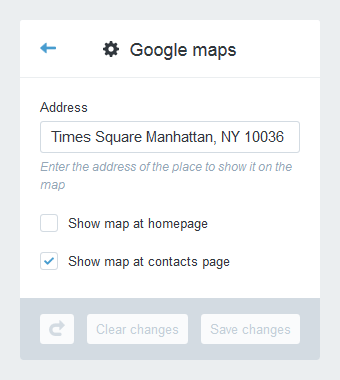 Google maps
Address
Times Square Manhattan, NY 10036
Enter the address of the place to show it on the
map
Show map at homepage
Show map at contacts page
Clear changes
Save changes